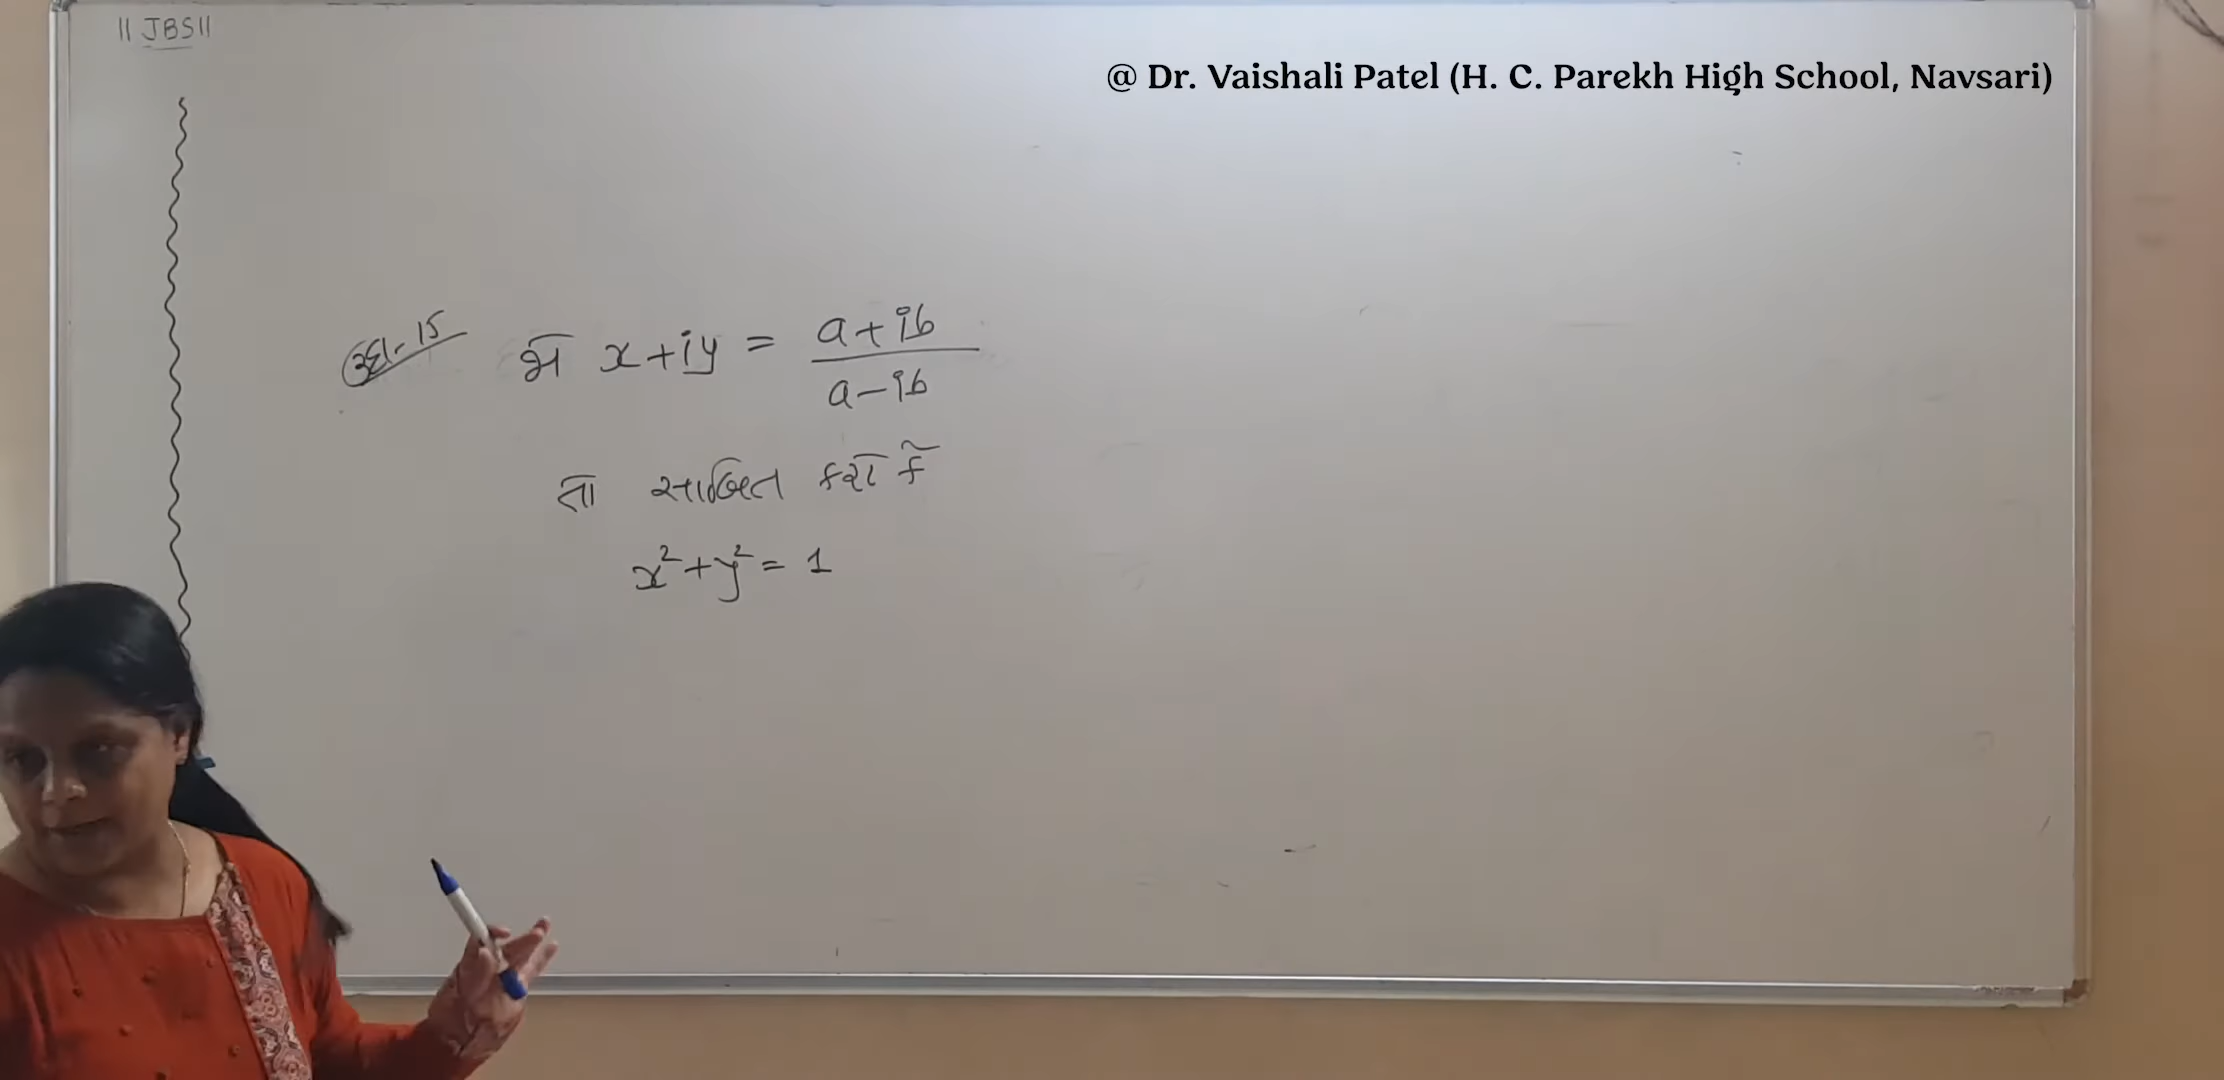 || JBS ||
@ Dr. Vaishali Patel (H. C. Parekh High School, Navsari)
ઉદા-15 જો x+iy = a+ib / a-ib
તો સાબિત કરો કે
x²+y² = 1